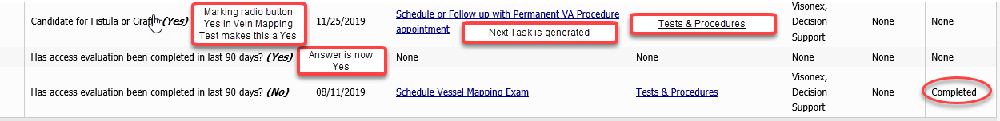 Candidate for Fistula or Graft (Yes)
Marking radio button
Yes in Vein Mapping
Test makes this a Yes
11/25/2019
Schedule or Follow up with Permanent VA Procedure
appointment
Next Task is generated
Tests & Procedures
Visonex,
Decision
Support
None
None
Has access evaluation been completed in last 90 days? (Yes)
Answer is now
Yes
None
None
None
None
None
Has access evaluation been completed in last 90 days? (No)
08/11/2019
Schedule Vessel Mapping Exam
Tests & Procedures
Visonex,
Decision
Support
None
Completed